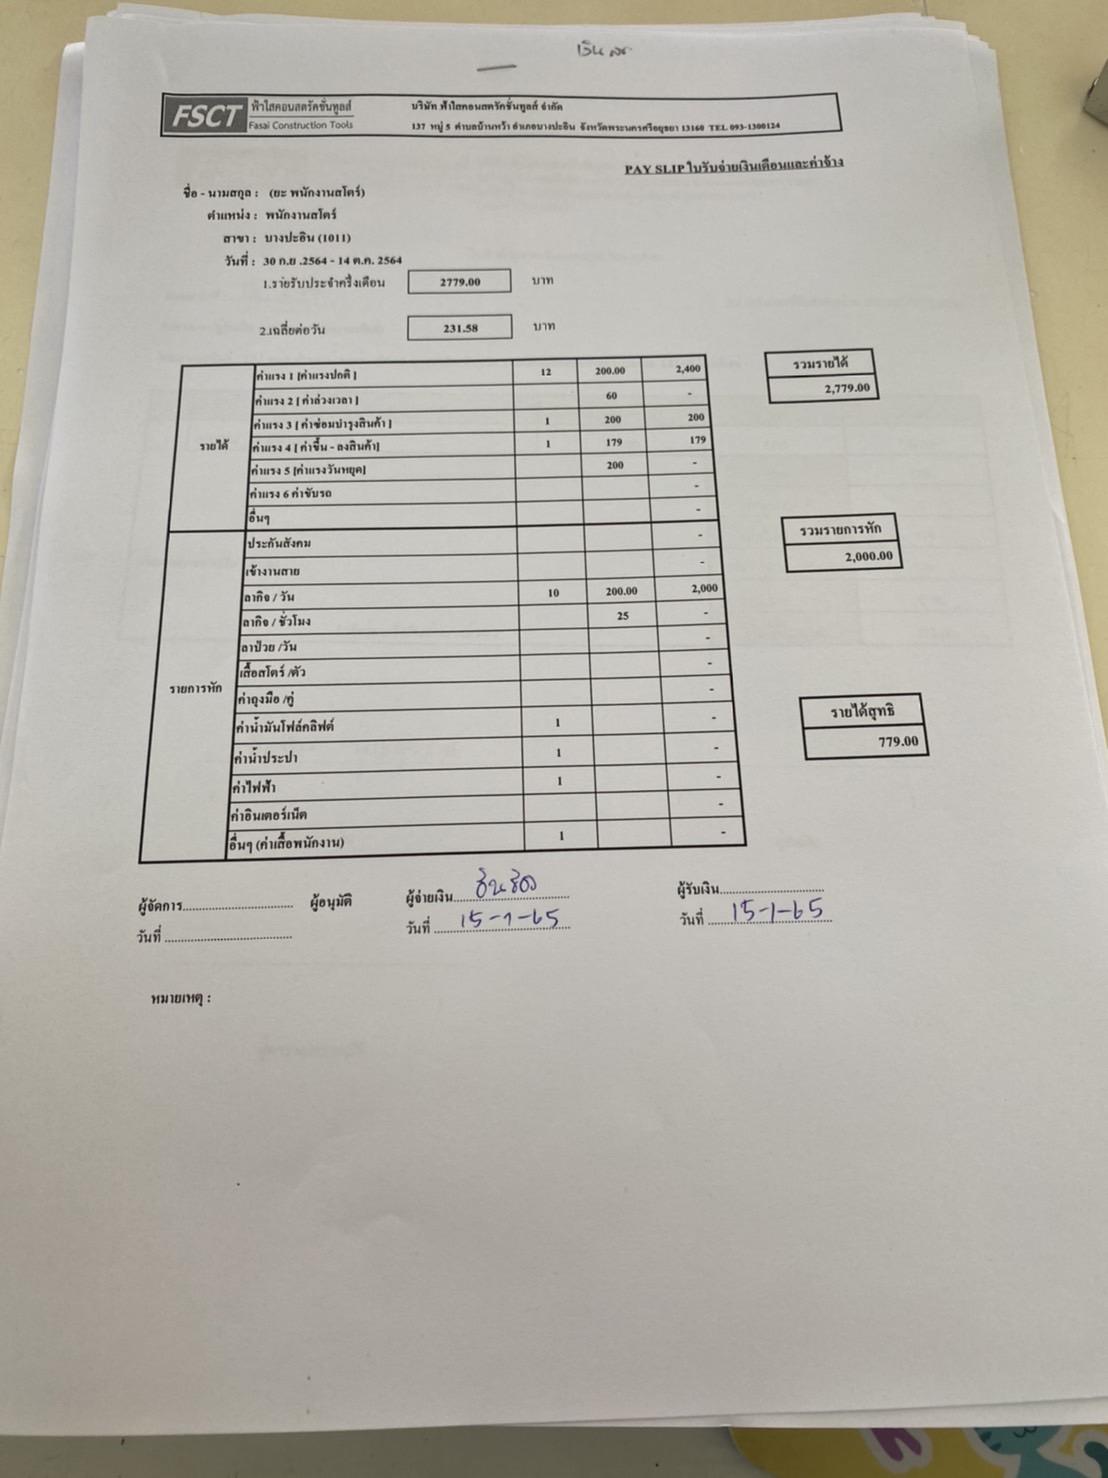 FSCT ฟ้าใสคอนสตรัคชั่นทูลส์
Fasai Construction Tools
บริษัท ฟ้าใสคอนสตรัคชั่นทูลส์ จำกัด
137 หมู่ 5 ตำบลบ้านหว้า อำเภอบางปะอิน จังหวัดพระนครศรีอยุธยา 13160 TEL 093-1300124
PAY SLIP ใบรับจ่ายเงินเดือนและค่าจ้าง
ชื่อ - นามสกุล : (ยะ พนักงานสโตร์)
ตำแหน่ง : พนักงานสโตร์
สาขา : บางปะอิน (1011)
วันที่ : 30 ก.ย .2564 - 14 ต.ค. 2564
1.รายรับประจำครึ่งเดือน 2779.00 บาท
2.เฉลี่ยต่อวัน 231.58 บาท
รายได้
ค่าแรง 1 [ค่าแรงปกติ ] 12 200.00 2,400
ค่าแรง 2 [ ค่าล่วงเวลา ] 60 -
ค่าแรง 3 [ ค่าซ่อมบำรุงสินค้า ] 1 200 200
ค่าแรง 4 [ ค่าขึ้น - ลงสินค้า] 1 179 179
ค่าแรง 5 [ค่าแรงวันหยุด] 200 -
ค่าแรง 6 ค่าขับรถ -
อื่นๆ -
รวมรายได้
2,779.00
รายการหัก
ประกันสังคม -
เข้างานสาย -
ลากิจ / วัน 10 200.00 2,000
ลากิจ / ชั่วโมง 25 -
ลาป่วย /วัน -
เสื้อสโตร์ /ตัว -
ค่าถุงมือ /คู่ -
ค่าน้ำมันโฟล์คลิฟต์ 1 -
ค่าน้ำประปา 1 -
ค่าไฟฟ้า 1 -
ค่าอินเตอร์เน็ต -
อื่นๆ (ค่าเสื้อพนักงาน) 1 -
รวมรายการหัก
2,000.00
รายได้สุทธิ
779.00
ผู้จัดการ............................ ผู้อนุมัติ ผู้จ่ายเงิน............................ ผู้รับเงิน............................
วันที่ ................................ วันที่ 15-1-65 วันที่ 15-1-65
หมายเหตุ :